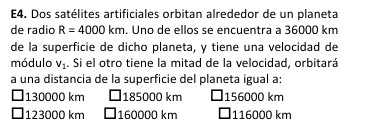 E4. Dos satélites artificiales orbitan alrededor de un planeta
de radio R = 4000 km. Uno de ellos se encuentra a 36000 km
de la superficie de dicho planeta, y tiene una velocidad de
módulo v₁. Si el otro tiene la mitad de la velocidad, orbitará
a una distancia de la superficie del planeta igual a:
☐130000 km ☐185000 km ☐156000 km
☐123000 km ☐160000 km ☐116000 km